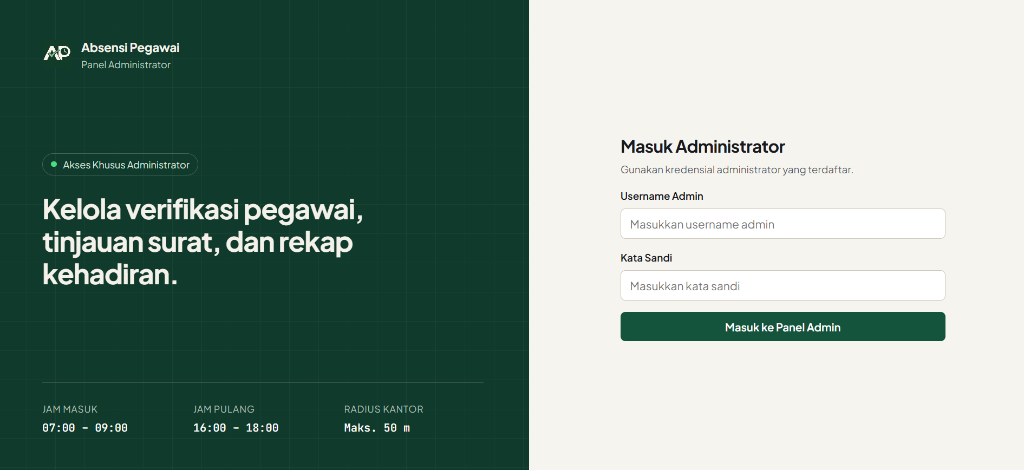 AP
Absensi Pegawai
Panel Administrator
Akses Khusus Administrator
Kelola verifikasi pegawai,
tinjauan surat, dan rekap
kehadiran.
JAM MASUK
07:00 – 09:00
JAM PULANG
16:00 – 18:00
RADIUS KANTOR
Maks. 50 m
Masuk Administrator
Gunakan kredensial administrator yang terdaftar.
Username Admin
Masukkan username admin
Kata Sandi
Masukkan kata sandi
Masuk ke Panel Admin